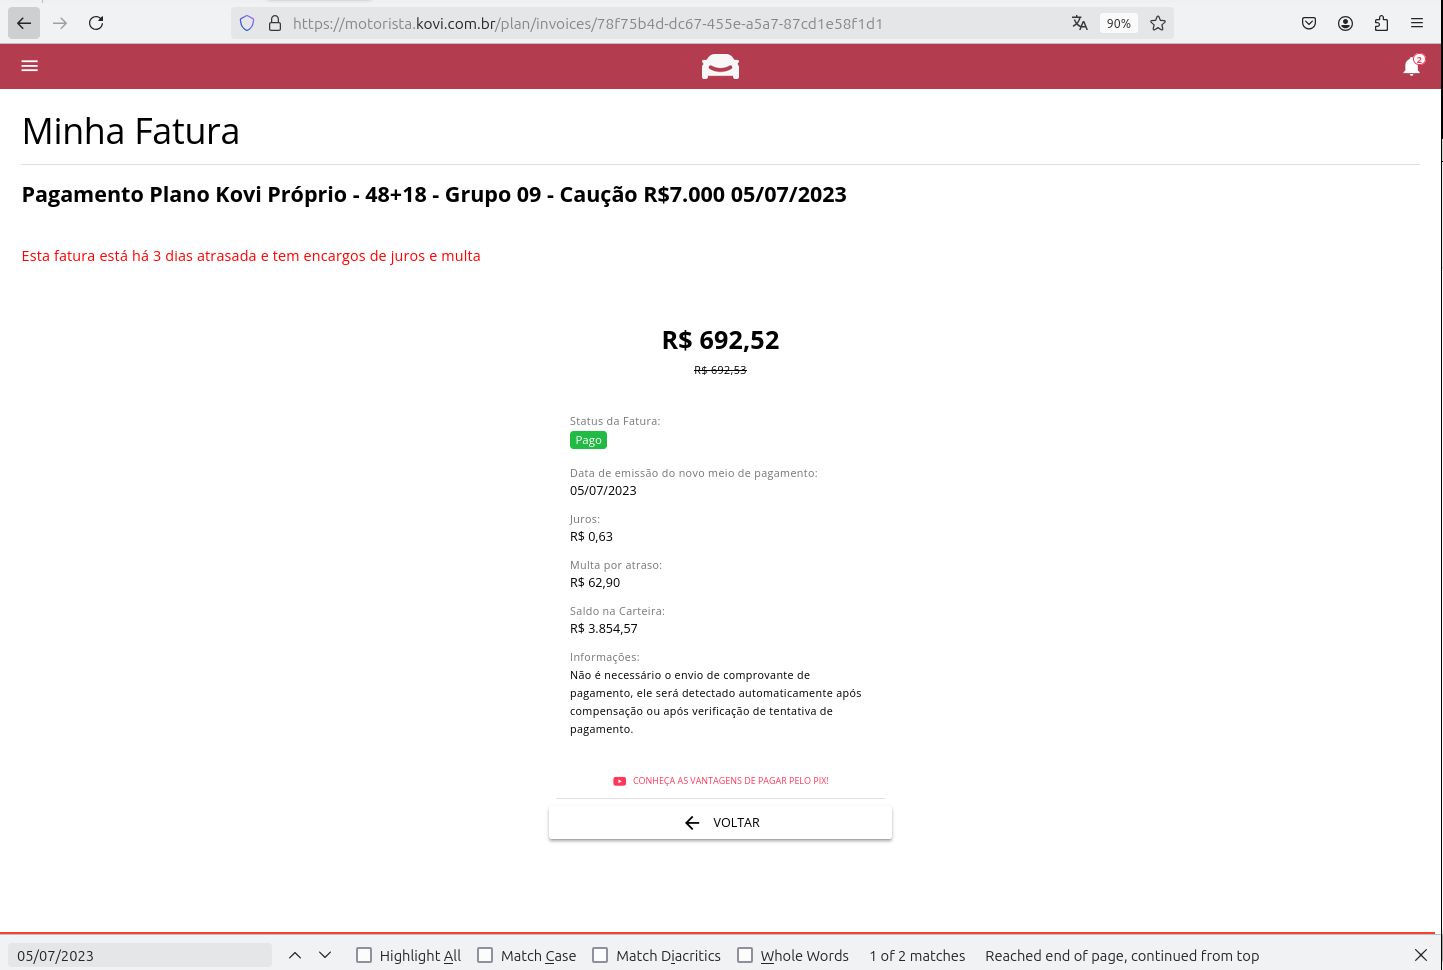 https://motorista.kovi.com.br/plan/invoices/78f75b4d-dc67-455e-a5a7-87cd1e58f1d1
90%
2
Minha Fatura
Pagamento Plano Kovi Próprio - 48+18 - Grupo 09 - Caução R$7.000 05/07/2023
Esta fatura está há 3 dias atrasada e tem encargos de juros e multa
R$ 692,52
R$ 692,53
Status da Fatura:
Pago
Data de emissão do novo meio de pagamento:
05/07/2023
Juros:
R$ 0,63
Multa por atraso:
R$ 62,90
Saldo na Carteira:
R$ 3.854,57
Informações:
Não é necessário o envio de comprovante de
pagamento, ele será detectado automaticamente após
compensação ou após verificação de tentativa de
pagamento.
CONHEÇA AS VANTAGENS DE PAGAR PELO PIX!
VOLTAR
05/07/2023 Highlight All Match Case Match Diacritics Whole Words 1 of 2 matches Reached end of page, continued from top